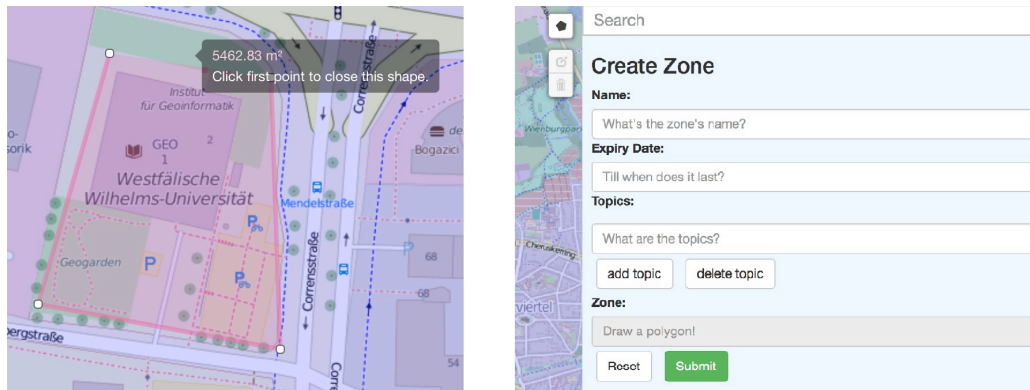 5462.83 m²
Click first point to close this shape.
Institut
für Geoinformatik
GEO
1
2
Westfälische
Wilhelms-Universität
Geogarden
P
P
P
Mendelstraße
Corrensstraße
Corrensstraße
Bogazici
P
68
68
54
bergstraße
Search
Create Zone
Name:
What's the zone's name?
Expiry Date:
Till when does it last?
Topics:
What are the topics?
add topic
delete topic
Zone:
Draw a polygon!
Reset
Submit
Wienburgpar
Cheruskerring
viertel